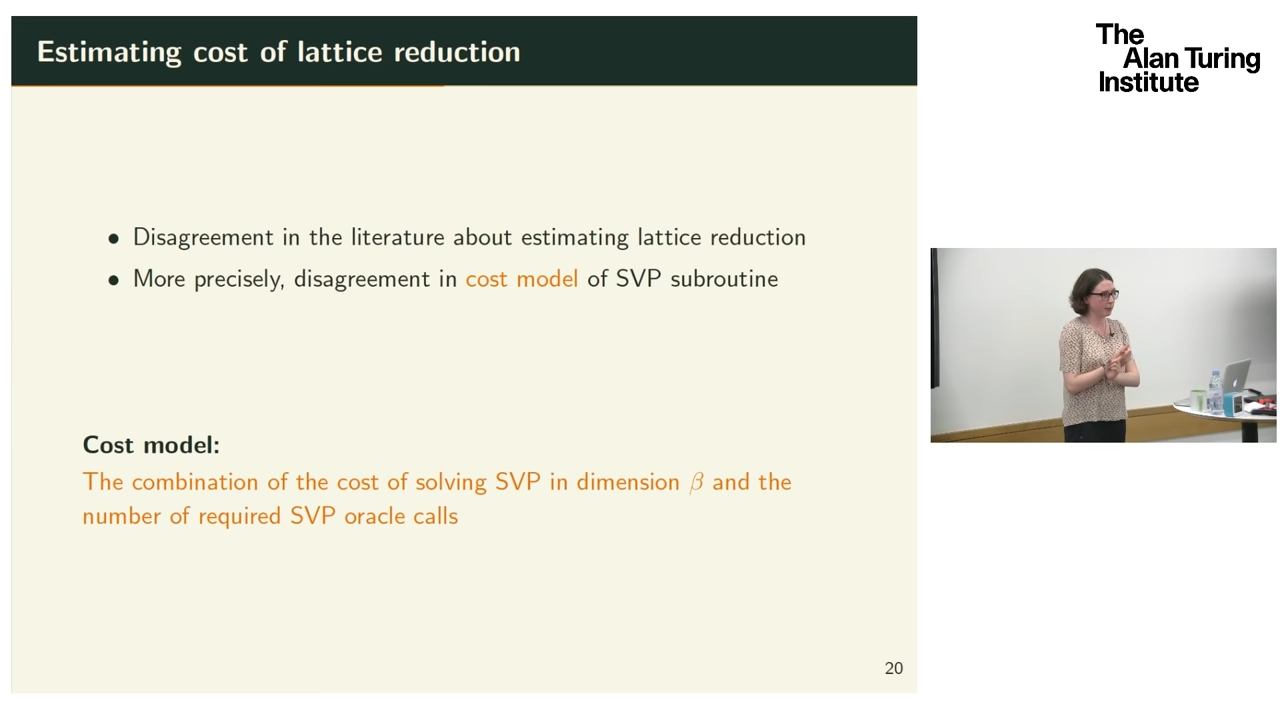 Estimating cost of lattice reduction
The
Alan Turing
Institute
• Disagreement in the literature about estimating lattice reduction
• More precisely, disagreement in cost model of SVP subroutine
Cost model:
The combination of the cost of solving SVP in dimension β and the
number of required SVP oracle calls
20